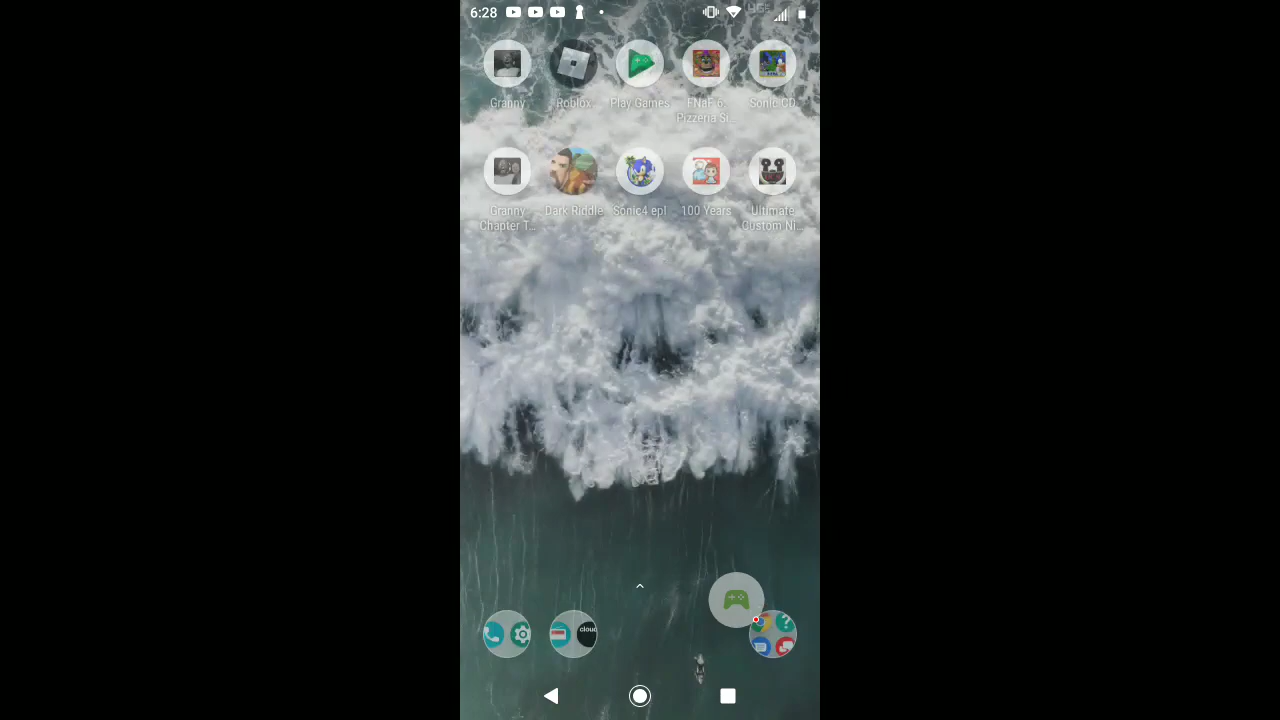 6:28
Granny
Roblox
Play Games
FNaF 6:
Pizzeria Si...
Sonic CD
Granny
Chapter T...
Dark Riddle
Sonic4 epI
100 Years
Ultimate
Custom Ni...
cloud